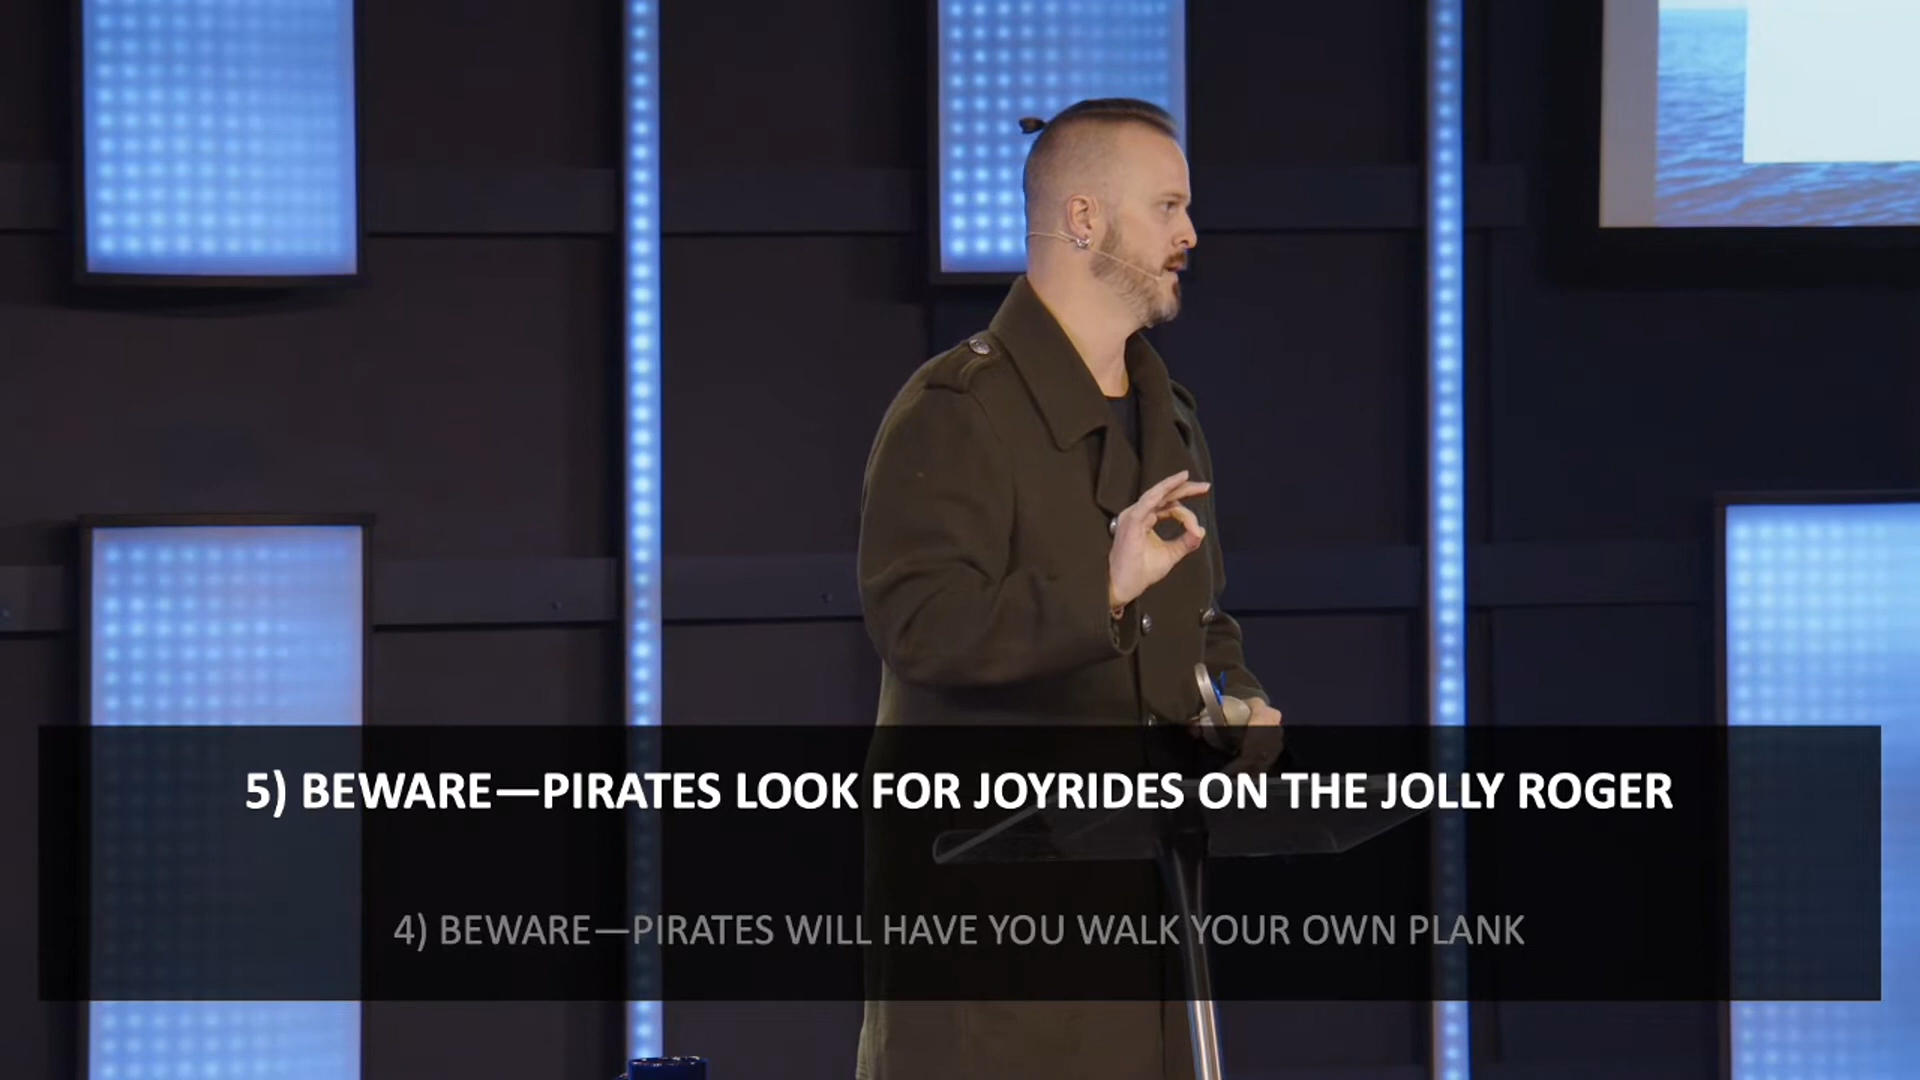 5) BEWARE—PIRATES LOOK FOR JOYRIDES ON THE JOLLY ROGER
4) BEWARE—PIRATES WILL HAVE YOU WALK YOUR OWN PLANK